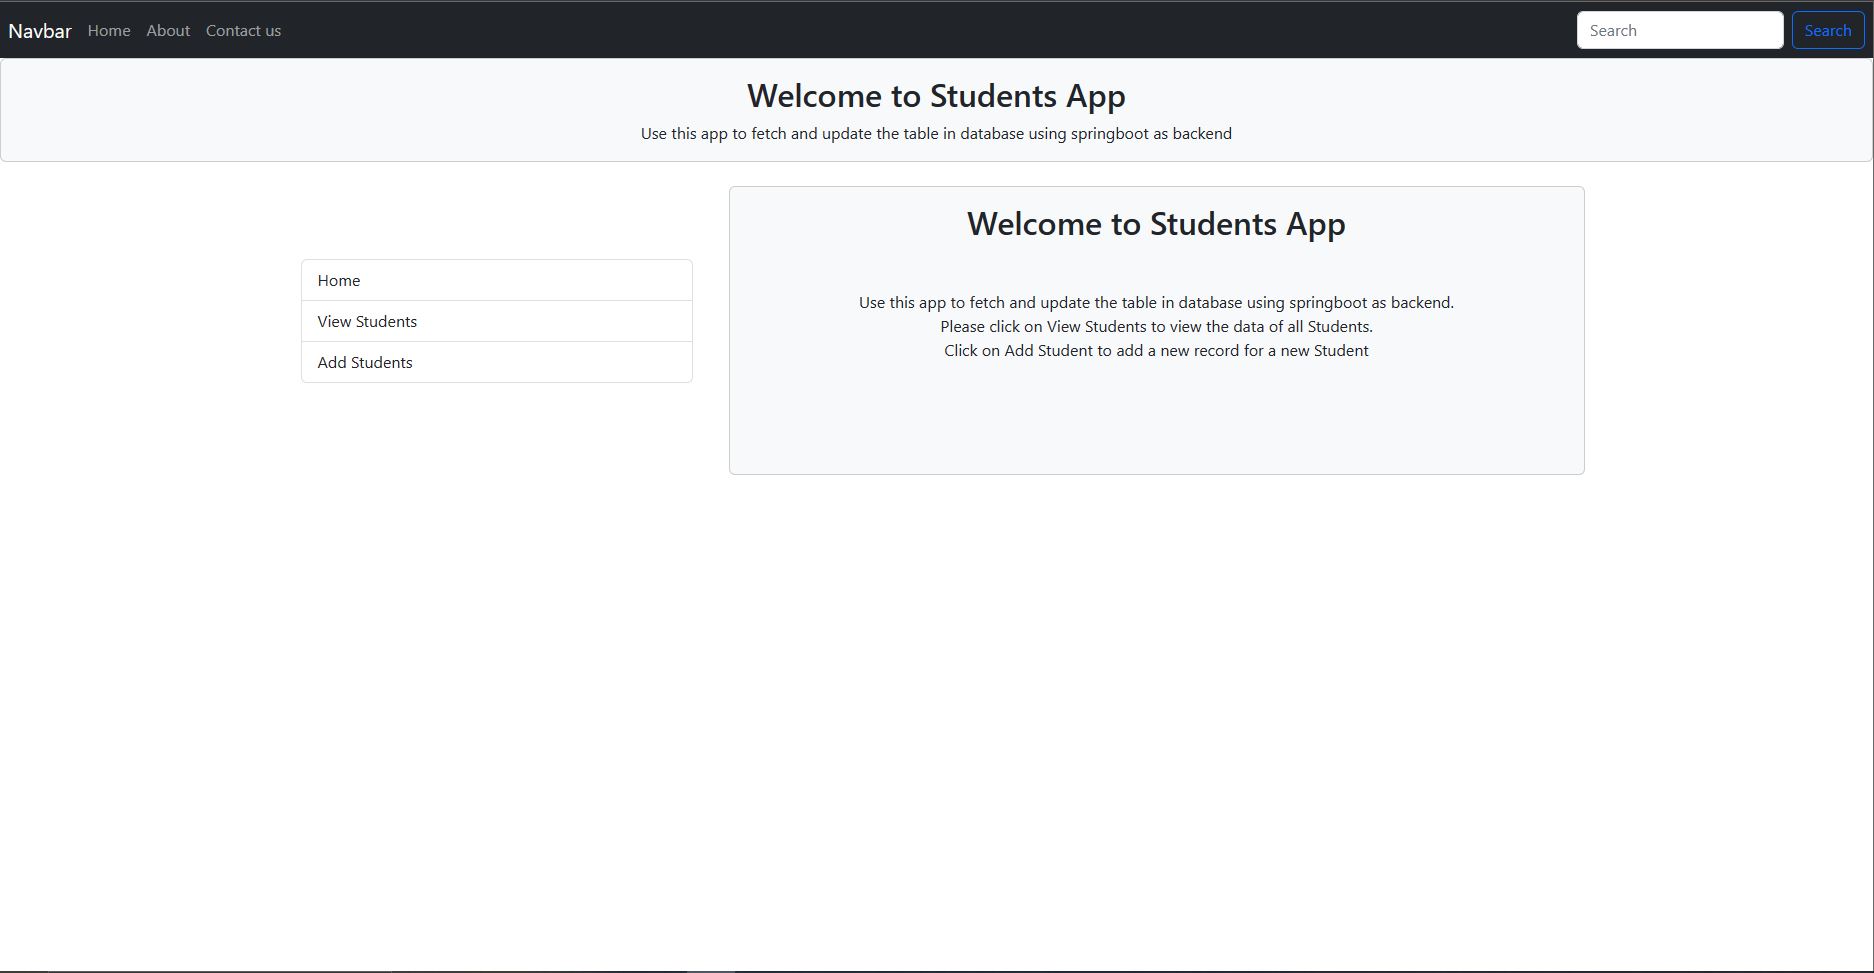 Navbar Home About Contact us Search Search
Welcome to Students App
Use this app to fetch and update the table in database using springboot as backend
Home
View Students
Add Students
Welcome to Students App
Use this app to fetch and update the table in database using springboot as backend.
Please click on View Students to view the data of all Students.
Click on Add Student to add a new record for a new Student